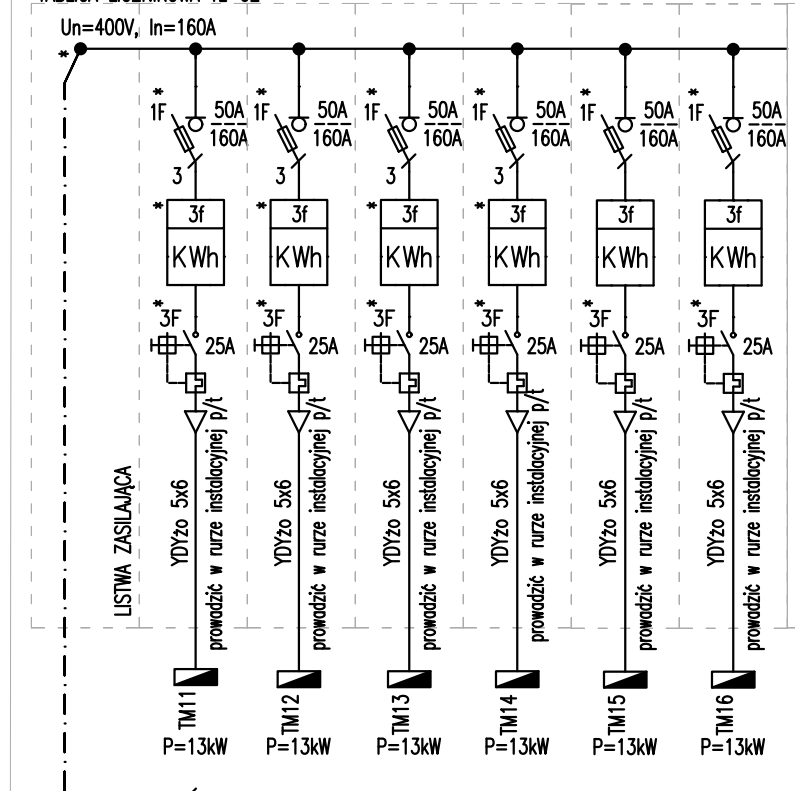 Un=400V, In=160A
*
* * * * * *
1F 50A 1F 50A 1F 50A 1F 50A 1F 50A 1F 50A
160A 160A 160A 160A 160A 160A
3 3 3 3
* * * *
3f 3f 3f 3f 3f 3f
KWh KWh KWh KWh KWh KWh
* * * * * *
3F 3F 3F 3F 3F 3F
25A 25A 25A 25A 25A 25A
LISTWA ZASILAJĄCA
YDYżo 5x6
prowadzić w rurze instalacyjnej p/t
YDYżo 5x6
prowadzić w rurze instalacyjnej p/t
YDYżo 5x6
prowadzić w rurze instalacyjnej p/t
YDYżo 5x6
prowadzić w rurze instalacyjnej p/t
YDYżo 5x6
prowadzić w rurze instalacyjnej p/t
YDYżo 5x6
prowadzić w rurze instalacyjnej p/t
TM11 TM12 TM13 TM14 TM15 TM16
P=13kW P=13kW P=13kW P=13kW P=13kW P=13kW